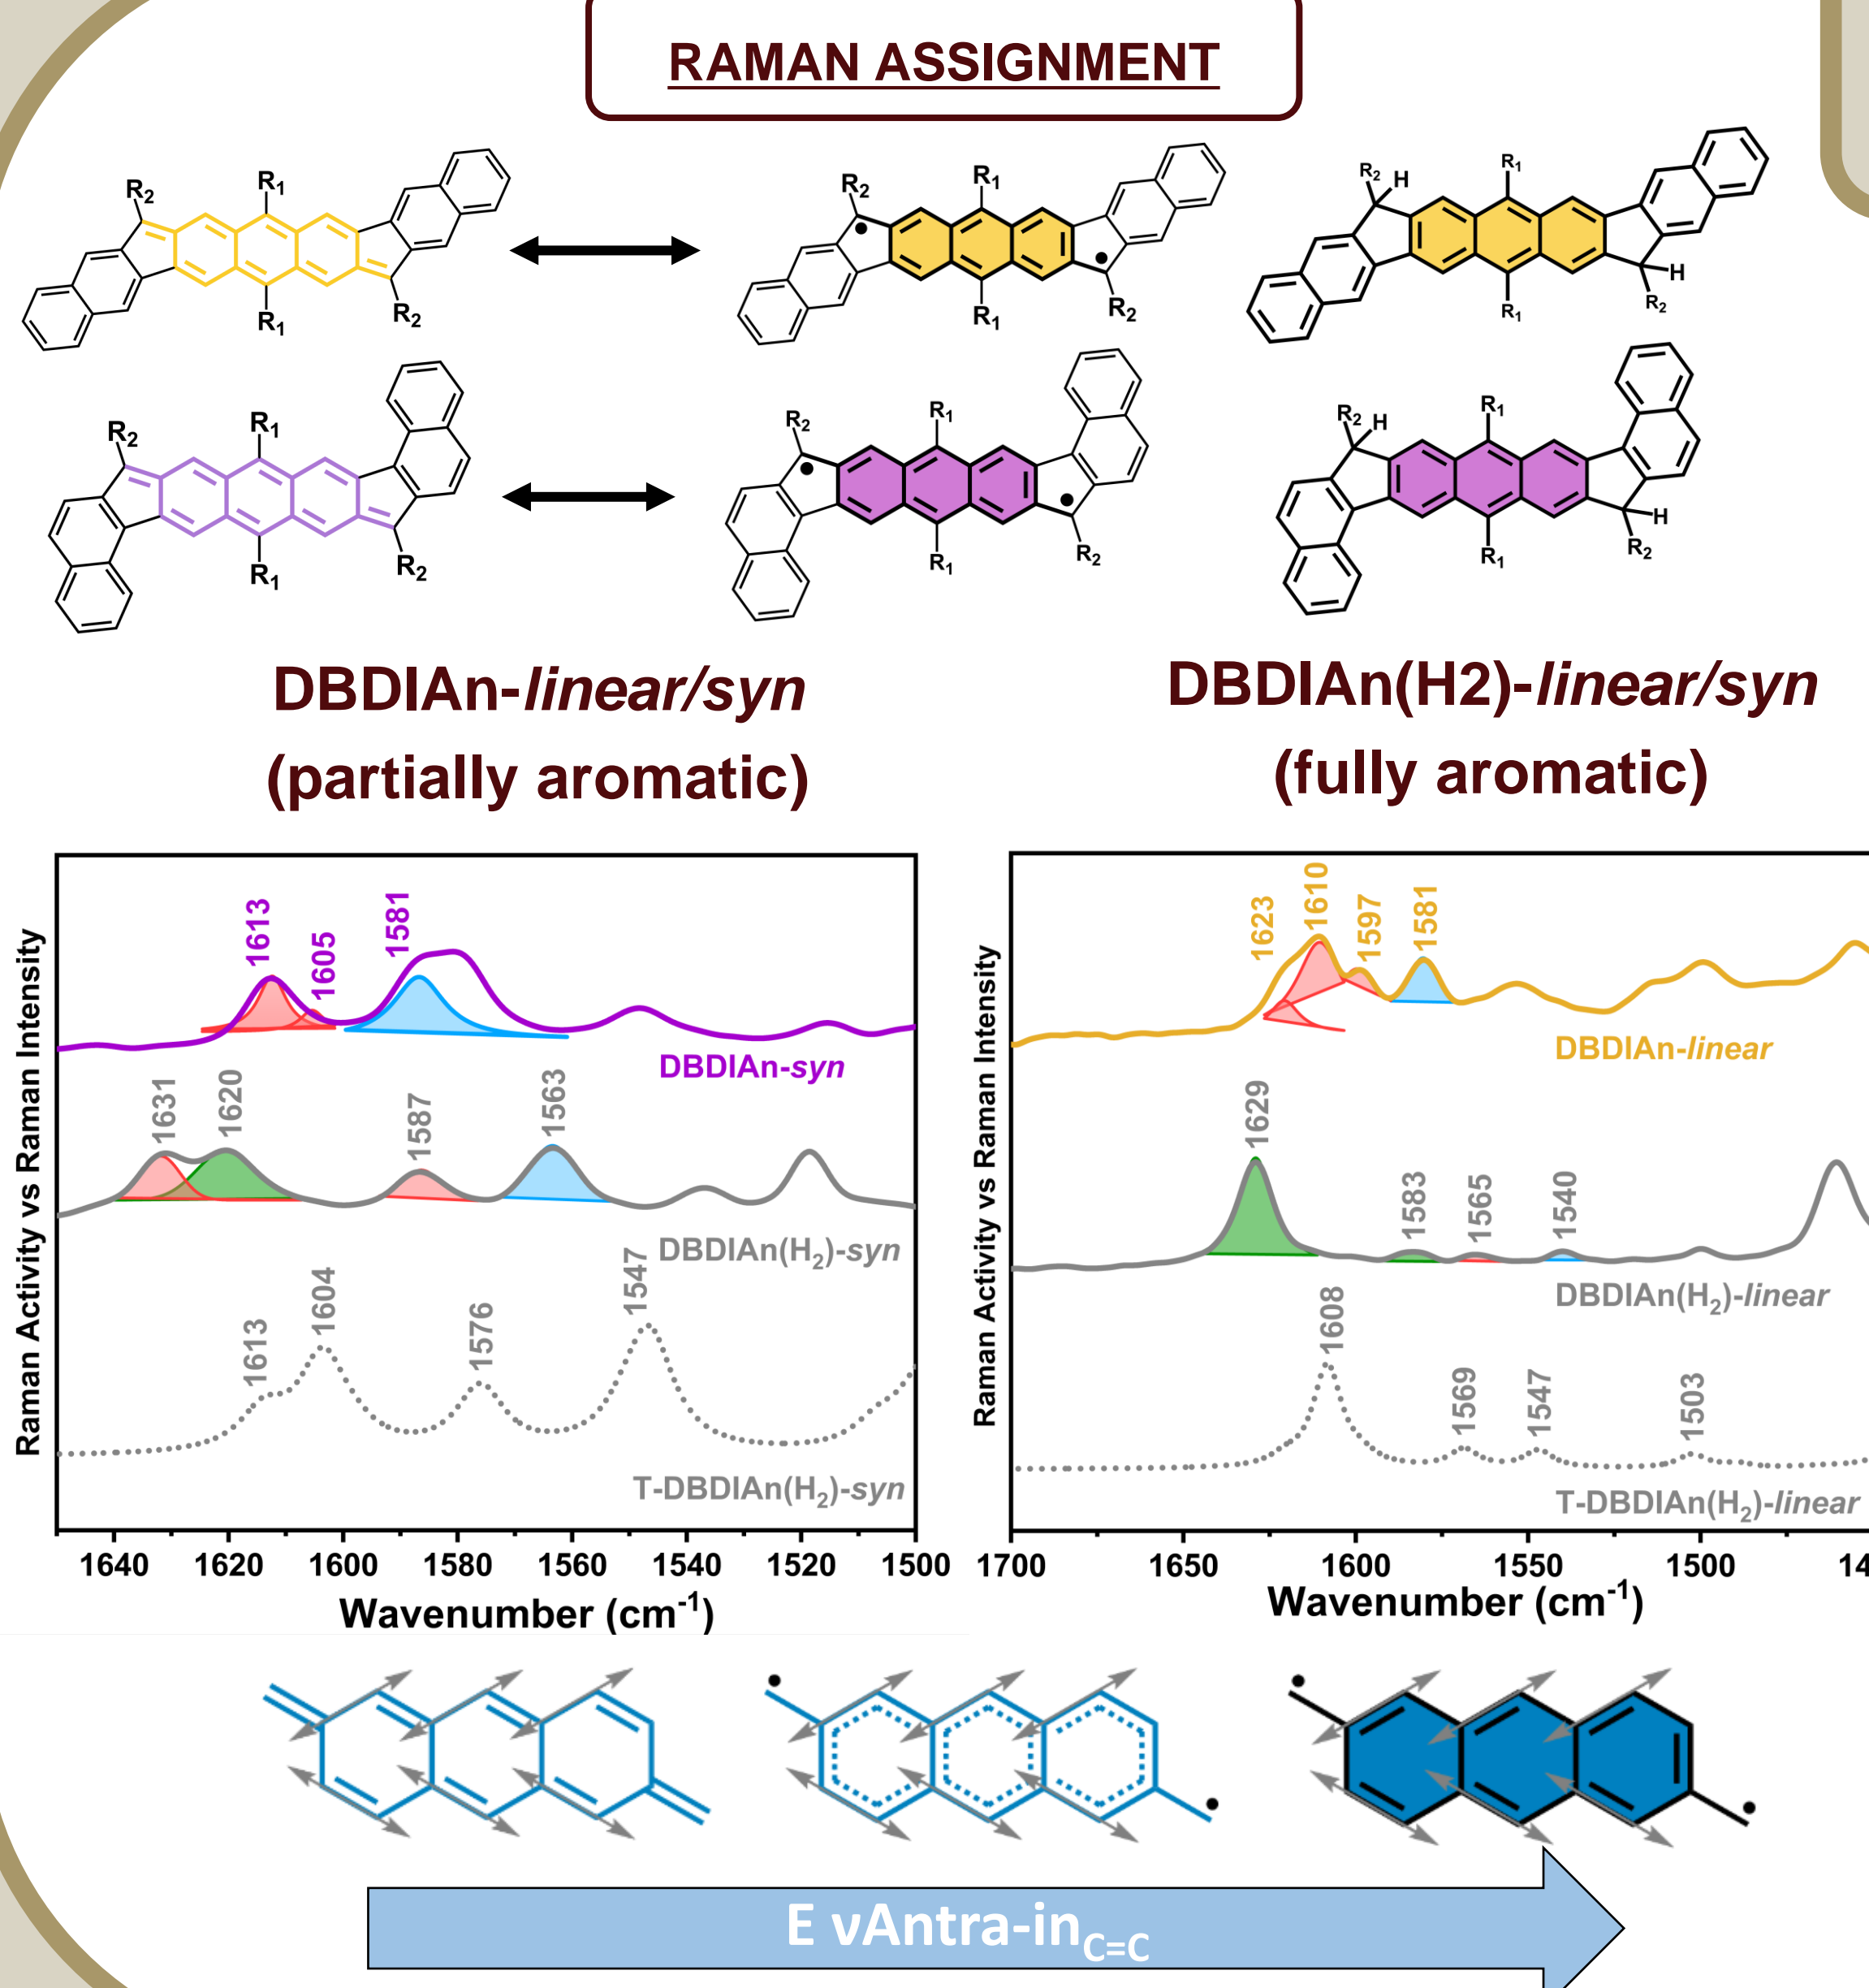 RAMAN ASSIGNMENT
R2
R1
R2
R1
R2
H
R1
R1
R2
R1
R2
R1
H
R2
R2
R1
R2
R1
R2
H
R1
R1
R2
R1
R2
R1
H
R2
DBDIAn-linear/syn
(partially aromatic)
DBDIAn(H2)-linear/syn
(fully aromatic)
Raman Activity vs Raman Intensity
1613
1605
1581
DBDIAn-syn
1631
1620
1587
1563
DBDIAn(H2)-syn
1613
1604
1576
1547
T-DBDIAn(H2)-syn
1640 1620 1600 1580 1560 1540 1520 1500
Wavenumber (cm-1)
Raman Activity vs Raman Intensity
1623
1610
1597
1581
DBDIAn-linear
1629
1583
1565
1540
DBDIAn(H2)-linear
1608
1569
1547
1503
T-DBDIAn(H2)-linear
1700 1650 1600 1550 1500
Wavenumber (cm-1)
E νAntra-inC=C